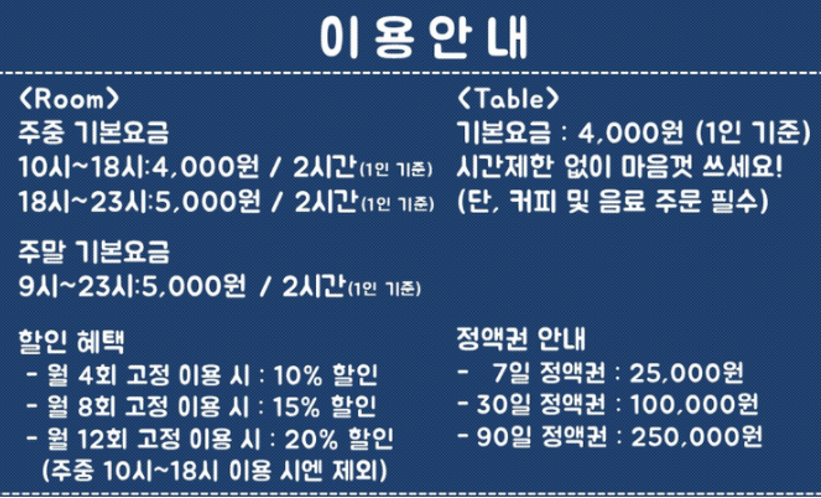 이용안내
<Room>
주중 기본요금
10시~18시:4,000원 / 2시간(1인 기준)
18시~23시:5,000원 / 2시간(1인 기준)
주말 기본요금
9시~23시:5,000원 / 2시간(1인 기준)
할인 혜택
- 월 4회 고정 이용 시 : 10% 할인
- 월 8회 고정 이용 시 : 15% 할인
- 월 12회 고정 이용 시 : 20% 할인
(주중 10시~18시 이용 시엔 제외)
<Table>
기본요금 : 4,000원 (1인 기준)
시간제한 없이 마음껏 쓰세요!
(단, 커피 및 음료 주문 필수)
정액권 안내
- 7일 정액권 : 25,000원
- 30일 정액권 : 100,000원
- 90일 정액권 : 250,000원